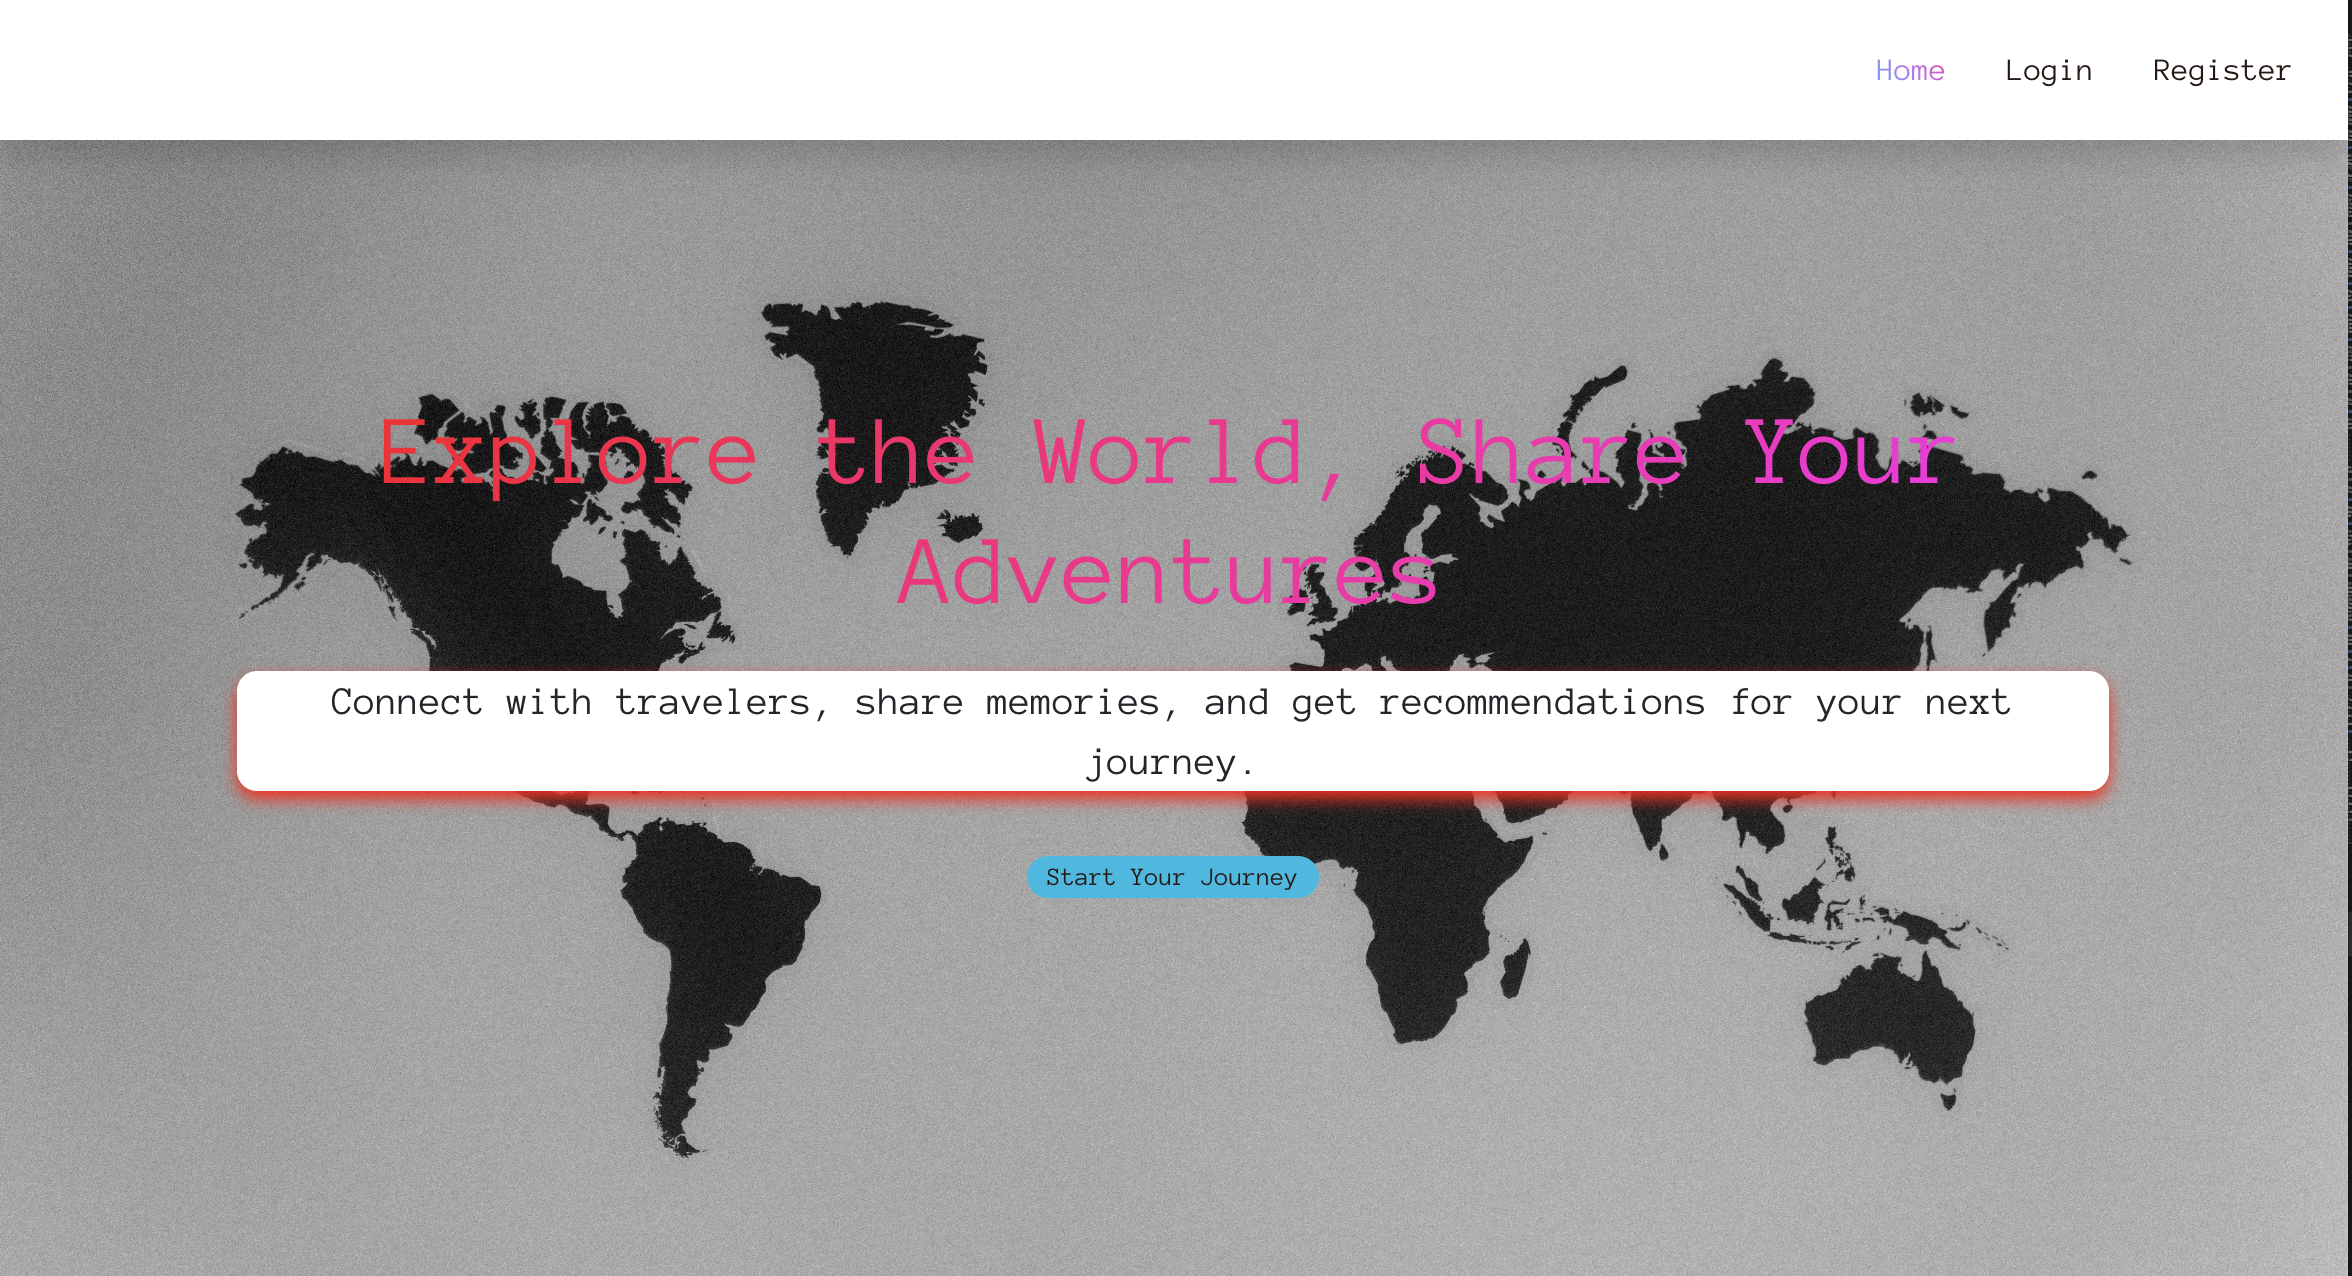 Home Login Register
Explore the World, Share Your
Adventures
Connect with travelers, share memories, and get recommendations for your next
journey.
Start Your Journey